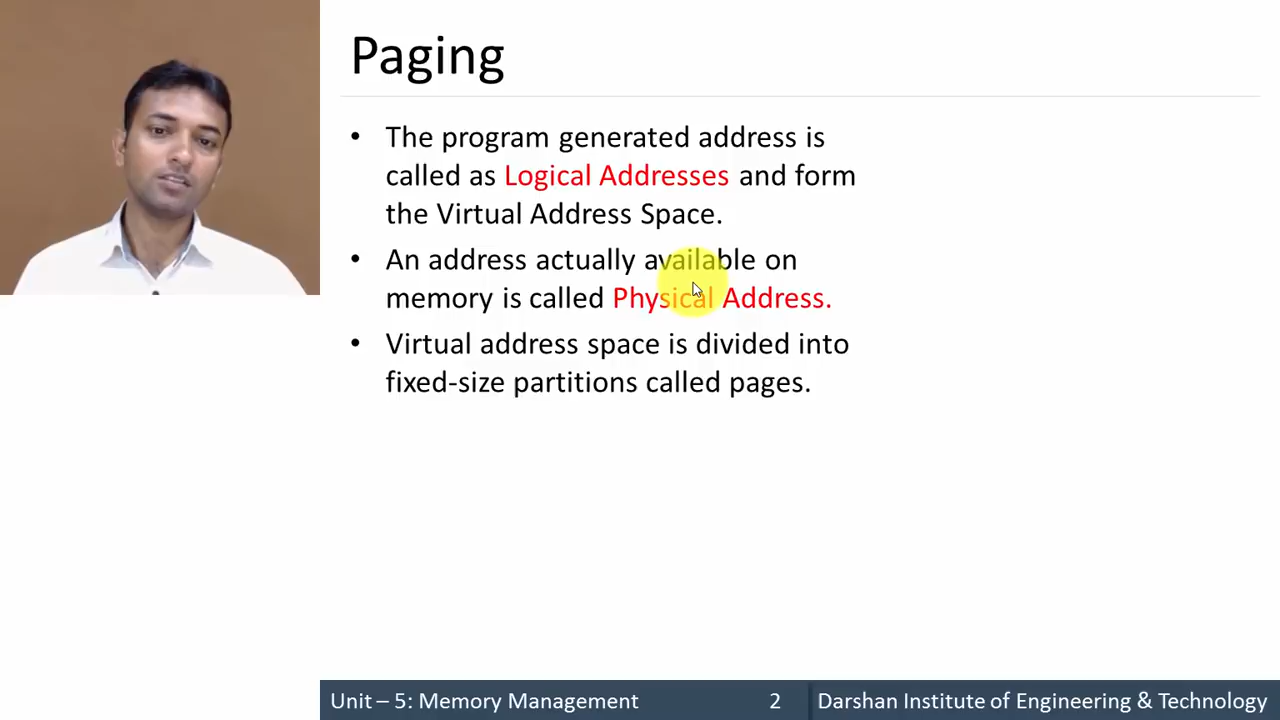 Paging
• The program generated address is
called as Logical Addresses and form
the Virtual Address Space.
• An address actually available on
memory is called Physical Address.
• Virtual address space is divided into
fixed-size partitions called pages.
Unit – 5: Memory Management 2 Darshan Institute of Engineering & Technology